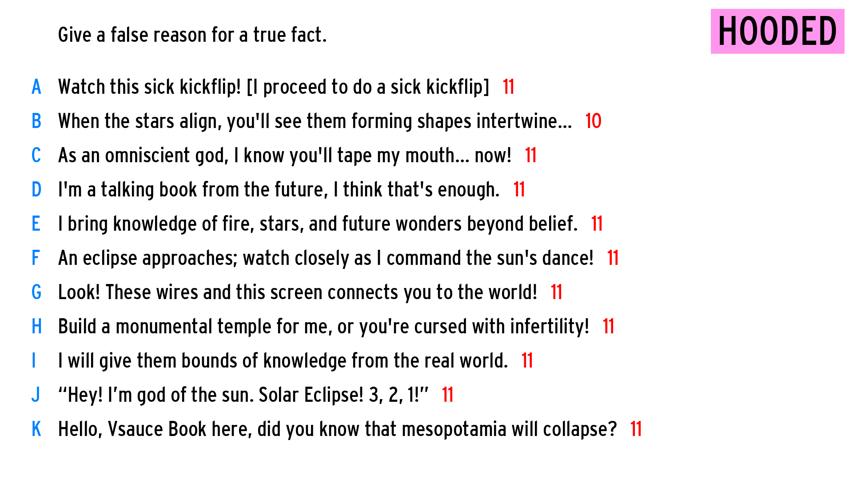 Give a false reason for a true fact.
HOODED
A Watch this sick kickflip! [I proceed to do a sick kickflip] 11
B When the stars align, you'll see them forming shapes intertwine... 10
C As an omniscient god, I know you'll tape my mouth... now! 11
D I'm a talking book from the future, I think that's enough. 11
E I bring knowledge of fire, stars, and future wonders beyond belief. 11
F An eclipse approaches; watch closely as I command the sun's dance! 11
G Look! These wires and this screen connects you to the world! 11
H Build a monumental temple for me, or you're cursed with infertility! 11
I I will give them bounds of knowledge from the real world. 11
J “Hey! I’m god of the sun. Solar Eclipse! 3, 2, 1!” 11
K Hello, Vsauce Book here, did you know that mesopotamia will collapse? 11